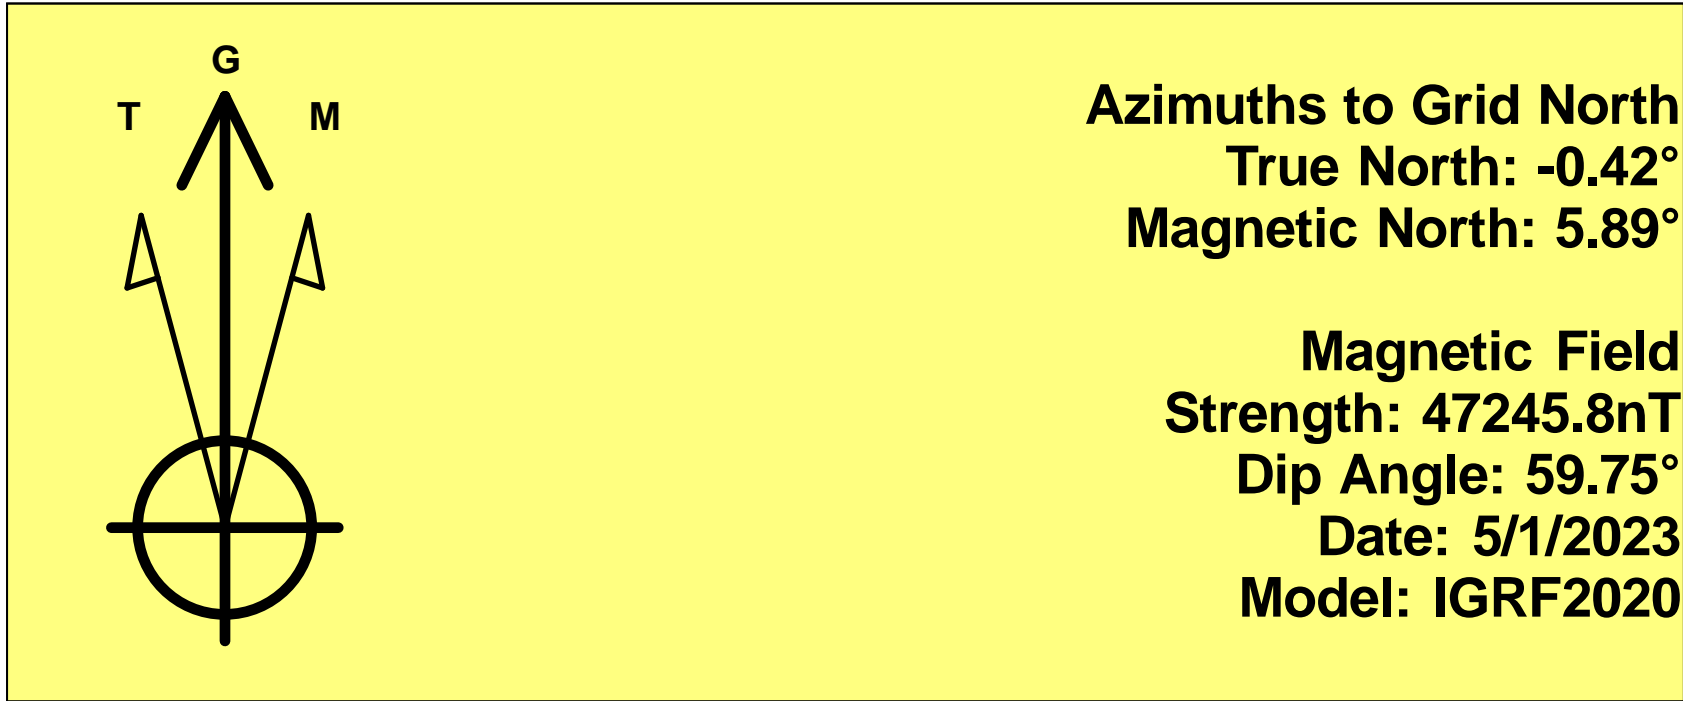 G
T M
Azimuths to Grid North
True North: -0.42°
Magnetic North: 5.89°
Magnetic Field
Strength: 47245.8nT
Dip Angle: 59.75°
Date: 5/1/2023
Model: IGRF2020